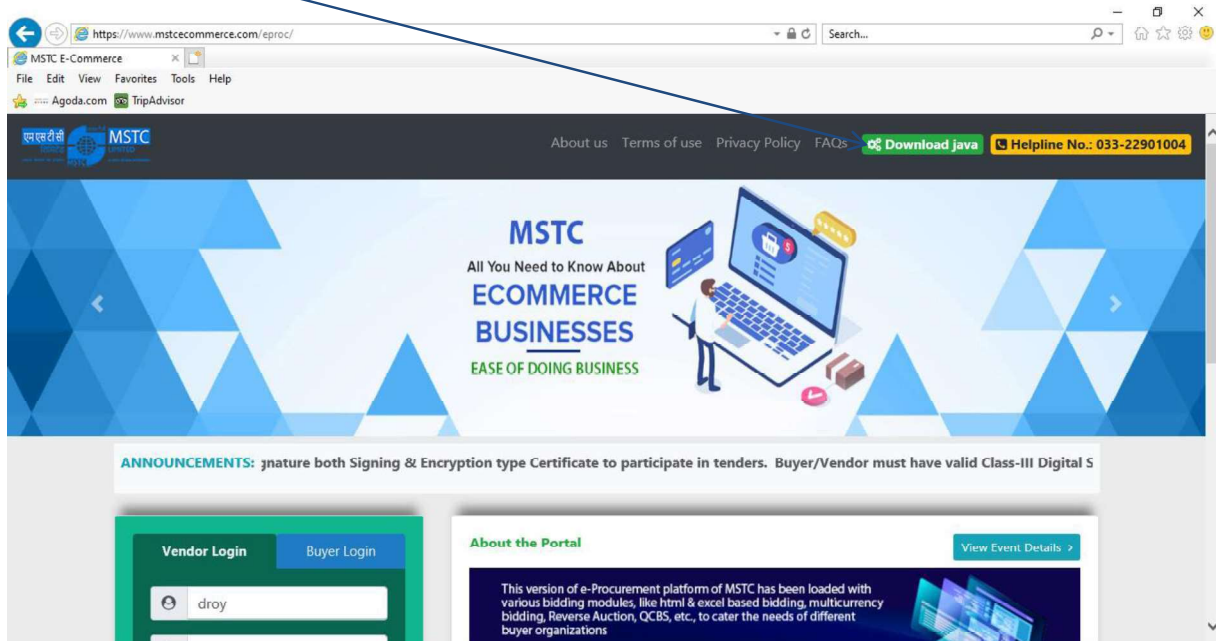 https://www.mstcecommerce.com/eproc/
Search...
MSTC E-Commerce
File Edit View Favorites Tools Help
Agoda.com TripAdvisor
एम एस टी सी MSTC
About us Terms of use Privacy Policy FAQs Download java Helpline No.: 033-22901004
MSTC
All You Need to Know About
ECOMMERCE
BUSINESSES
EASE OF DOING BUSINESS
ANNOUNCEMENTS: gnature both Signing & Encryption type Certificate to participate in tenders. Buyer/Vendor must have valid Class-III Digital S
Vendor Login Buyer Login
droy
About the Portal
View Event Details
This version of e-Procurement platform of MSTC has been loaded with
various bidding modules, like html & excel based bidding, multicurrency
bidding, Reverse Auction, QCBS, etc., to cater the needs of different
buyer organizations